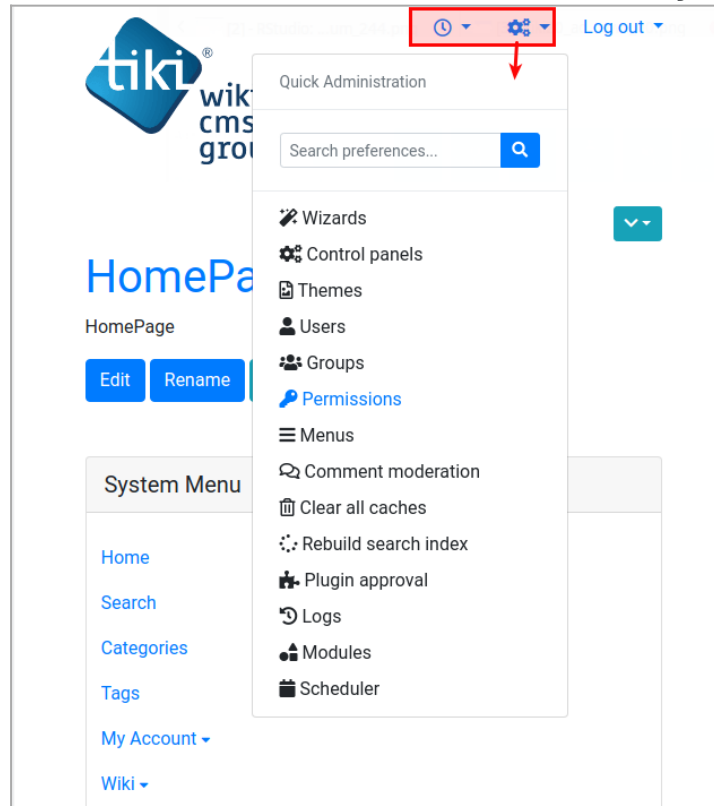 Log out
tiki®
wik
cms
grou
Quick Administration
Search preferences...
Wizards
Control panels
HomePa
Themes
HomePage
Users
Groups
Edit
Rename
Permissions
Menus
System Menu
Comment moderation
Clear all caches
Rebuild search index
Home
Plugin approval
Search
Logs
Categories
Modules
Tags
Scheduler
My Account
Wiki